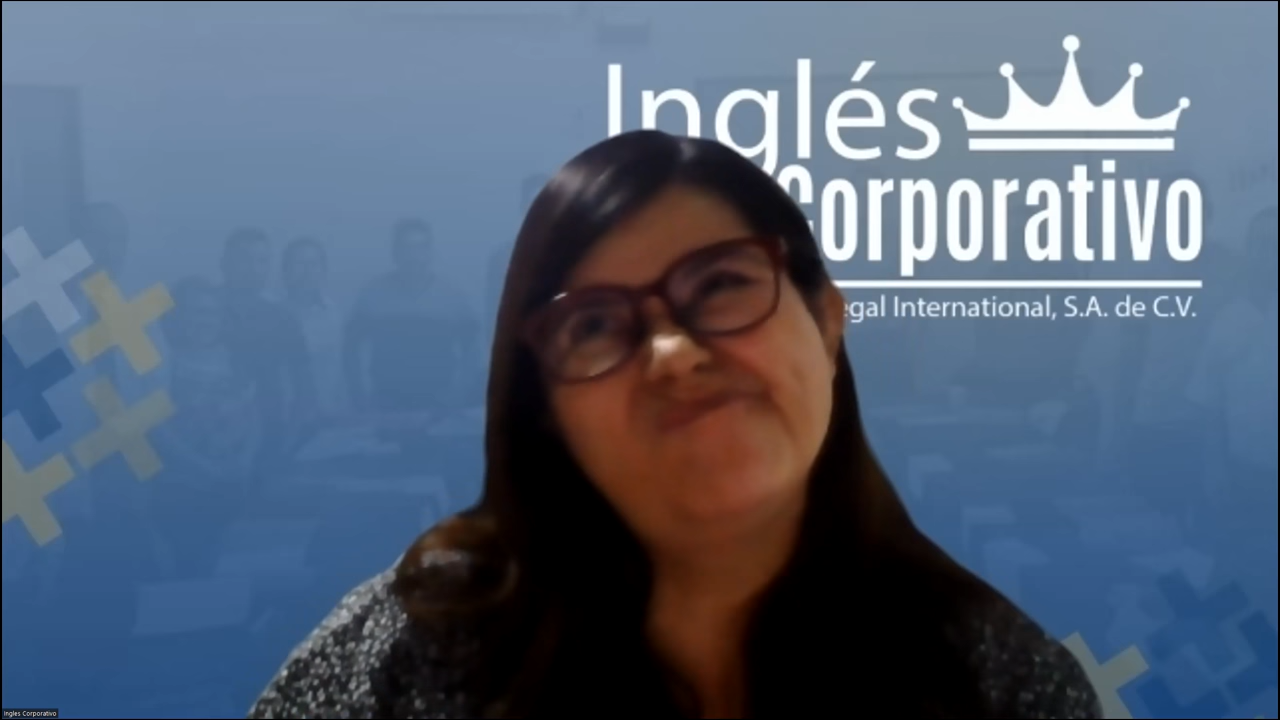 Inglés
Corporativo
egal International, S.A. de C.V.
Ingles Corporativo